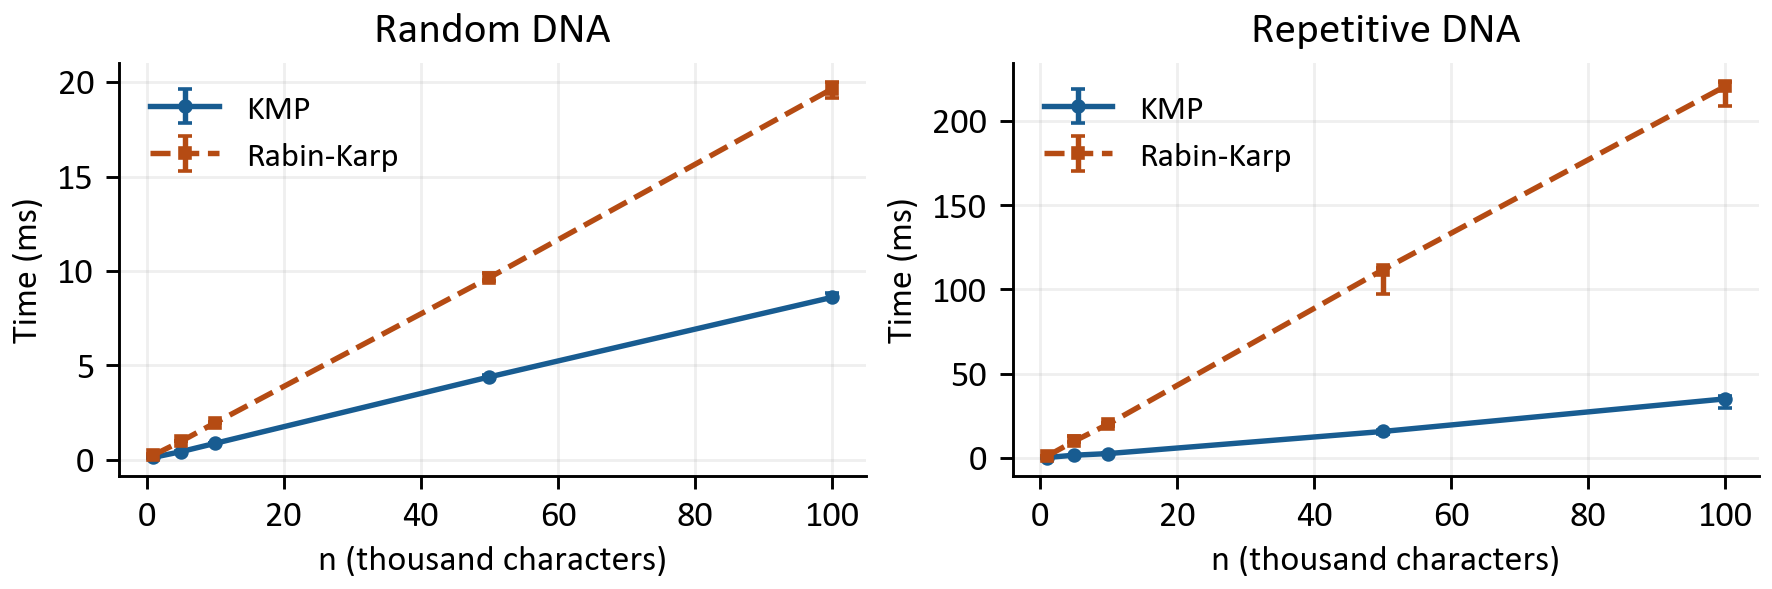 Random DNA
20
15
10
5
0
Time (ms)
KMP
Rabin-Karp
0 20 40 60 80 100
n (thousand characters)
Repetitive DNA
200
150
100
50
0
Time (ms)
KMP
Rabin-Karp
0 20 40 60 80 100
n (thousand characters)